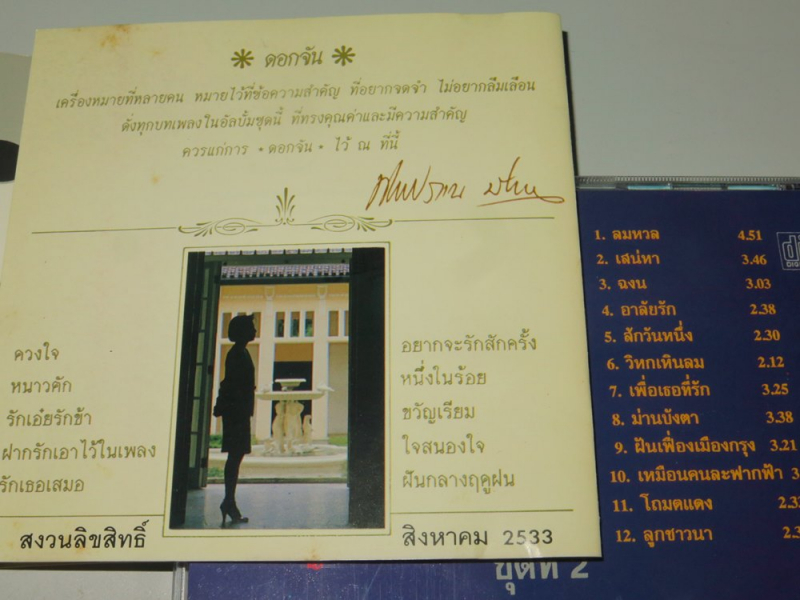 * ดอกจัน *
เครื่องหมายที่หลายคน หมายไว้ที่ข้อความสำคัญ ที่อยากจดจำ ไม่อยากลืมเลือน
ดั่งทุกบทเพลงในอัลบั้มชุดนี้ ที่ทรงคุณค่าและมีความสำคัญ
ควรแก่การ * ดอกจัน * ไว้ ณ ที่นี้
ควงใจ
หนาวตัก
รักเอ๋ยรักข้า
ฝากรักเอาไว้ในเพลง
รักเธอเสมอ
อยากจะรักสักครั้ง
หนึ่งในร้อย
ขวัญเรียม
ใจสนองใจ
ฝันกลางฤดูฝน
สงวนลิขสิทธิ์ สิงหาคม 2533
1. ลมหวล 4.51
2. เสน่หา 3.46
3. ฉงน 3.03
4. อาลัยรัก 2.38
5. สักวันหนึ่ง 2.30
6. วิหกเหินลม 2.12
7. เพื่อเธอที่รัก 3.25
8. ม่านบังตา 3.38
9. ฝันเฟื่องเมืองกรุง 3.21
10. เหมือนคนละฟากฟ้า 3.
11. โถมดแดง 2.3
12. ลูกชาวนา 2.3
ชุดที่ 2